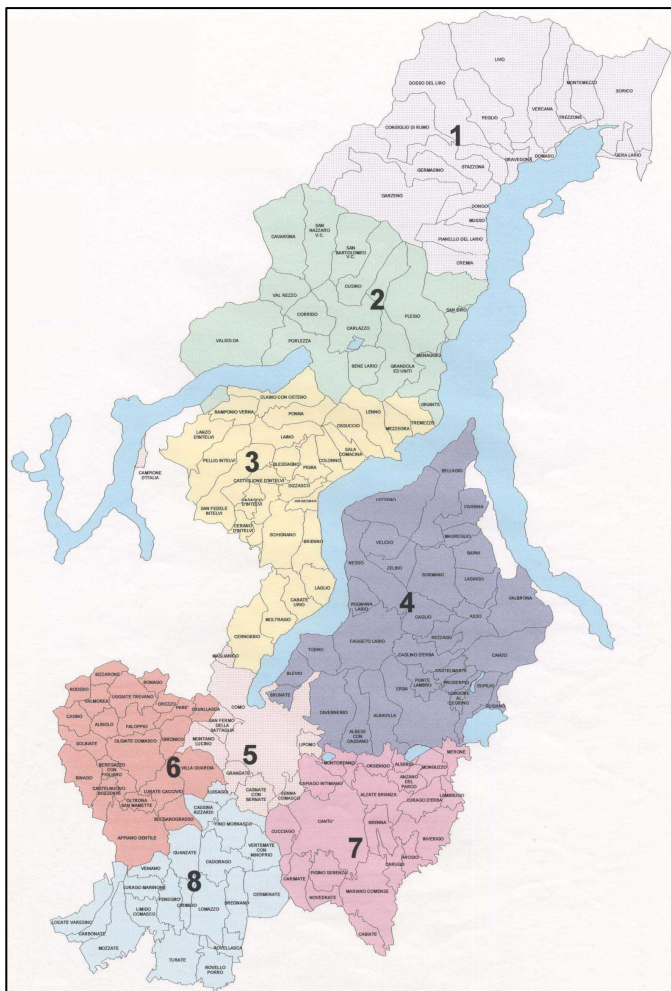 LIVO
DOSSO DEL LIRO
MONTEMEZZO
SORICO
VERCANA
PEGLIO
TREZZONE
CONSIGLIO DI RUMO
1
STAZZONA
GRAVEDONA
DOMASO
GERA LARIO
GERMASINO
GARZENO
DONGO
MUSSO
PIANELLO DEL LARIO
CREMIA
CAVARGNA
SAN
NAZZARO
V.C.
SAN
BARTOLOMEO
V.C.
CUSINO
VAL REZZO
2
CORRIDO
PLESIO
SAN SIRO
CARLAZZO
VALSOLDA
PORLEZZA
MENAGGIO
BENE LARIO
GRANDOLA
ED UNITI
CLAINO CON OSTENO
GRIANTE
RAMPONIO VERNA
PONNA
LENNO
TREMEZZO
MEZZEGRA
OSSUCCIO
LANZO
D'INTELVI
LAINO
SALA
COMACINA
COLONNO
3
BLESSAGNO
PIGRA
PELLIO INTELVI
CASTIGLIONE D'INTELVI
DIZZASCO
CAMPIONE
D'ITALIA
SAN FEDELE
INTELVI
CERANO
D'INTELVI
SCHIGNANO
BRIENNO
LAGLIO
CARATE
URIO
MOLTRASIO
CERNOBBIO
MASLIANICO
BELLAGIO
LEZZENO
CIVENNA
MAGREGLIO
VELESO
BARNI
NESSO
ZELBIO
SORMANO
LASNIGO
VALBRONA
4
POGNANA
LARIO
CAGLIO
ASSO
REZZAGO
FAGGETO LARIO
CASLINO D'ERBA
CANZO
TORNO
CASTELMARTE
BLEVIO
PROSERPIO
PONTE
LAMBRO
EUPILIO
ERBA
LONGONE
AL
SEGRINO
BRUNATE
PUSIANO
TAVERNERIO
ALBAVILLA
ALBESE CON
CASSANO
BIZZARONE
RONAGO
RODERO
UGGIATE TREVANO
VALMOREA
DREZZO
PARE'
CAVALLASCA
COMO
CAGNO
ALBIOLO
FALOPPIO
SAN FERMO
DELLA
BATTAGLIA
GIRONICO
MONTANO
LUCINO
5
LIPOMO
SOLBIATE
OLGIATE COMASCO
BEREGAZZO
CON
FIGLIARO
6
VILLA GUARDIA
GRANDATE
BINAGO
CASTELNUOVO
BOZZENTE
LURATE CACCIVIO
LUISAGO
CASNATE
CON
BERNATE
SENNA
COMASCO
OLTRONA
SAN MAMETTE
BULGAROGRASSO
CASSINA
RIZZARDI
APPIANO GENTILE
MONTORFANO
ORSENIGO
ALSERIO
MERONE
MONGUZZO
CAPIAGO INTIMIANO
ANZANO
DEL
PARCO
ALZATE BRIANZA
LAMBRUGO
LURAGO D'ERBA
CANTU'
BRENNA
CUCCIAGO
INVERIGO
7
AROSIO
CARUGO
CARIMATE
FIGINO SERENZA
MARIANO COMENSE
NOVEDRATE
CABIATE
FINO MORNASCO
GUANZATE
VERTEMATE
CON
MINOPRIO
CADORAGO
VENIANO
8
LURAGO MARINONE
FENEGRO'
CIRIMIDO
BREGNANO
CERMENATE
LIMIDO
COMASCO
LOMAZZO
LOCATE VARESINO
CARBONATE
MOZZATE
ROVELLASCA
TURATE
ROVELLO
PORRO